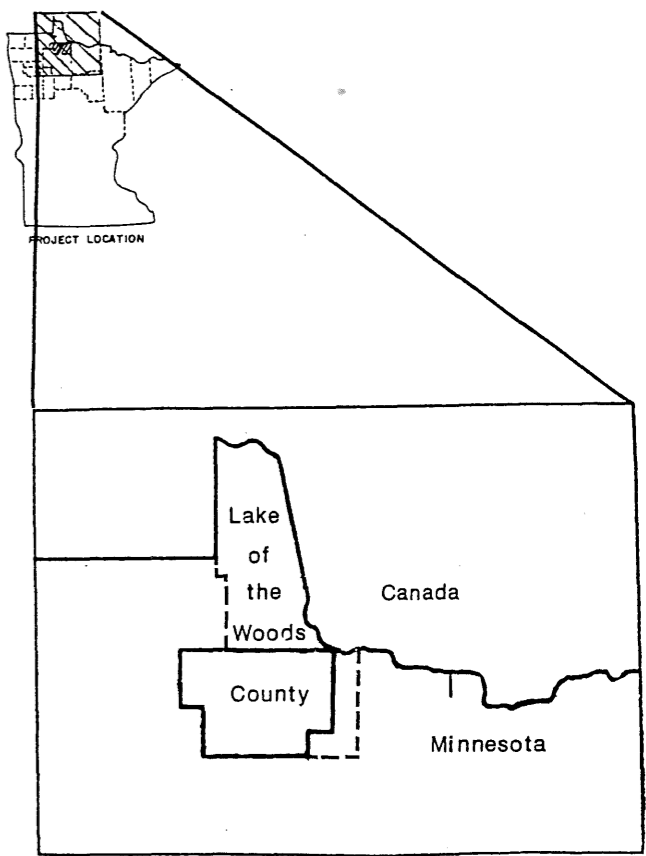 PROJECT LOCATION
Lake
of
the
Woods
County
Canada
Minnesota